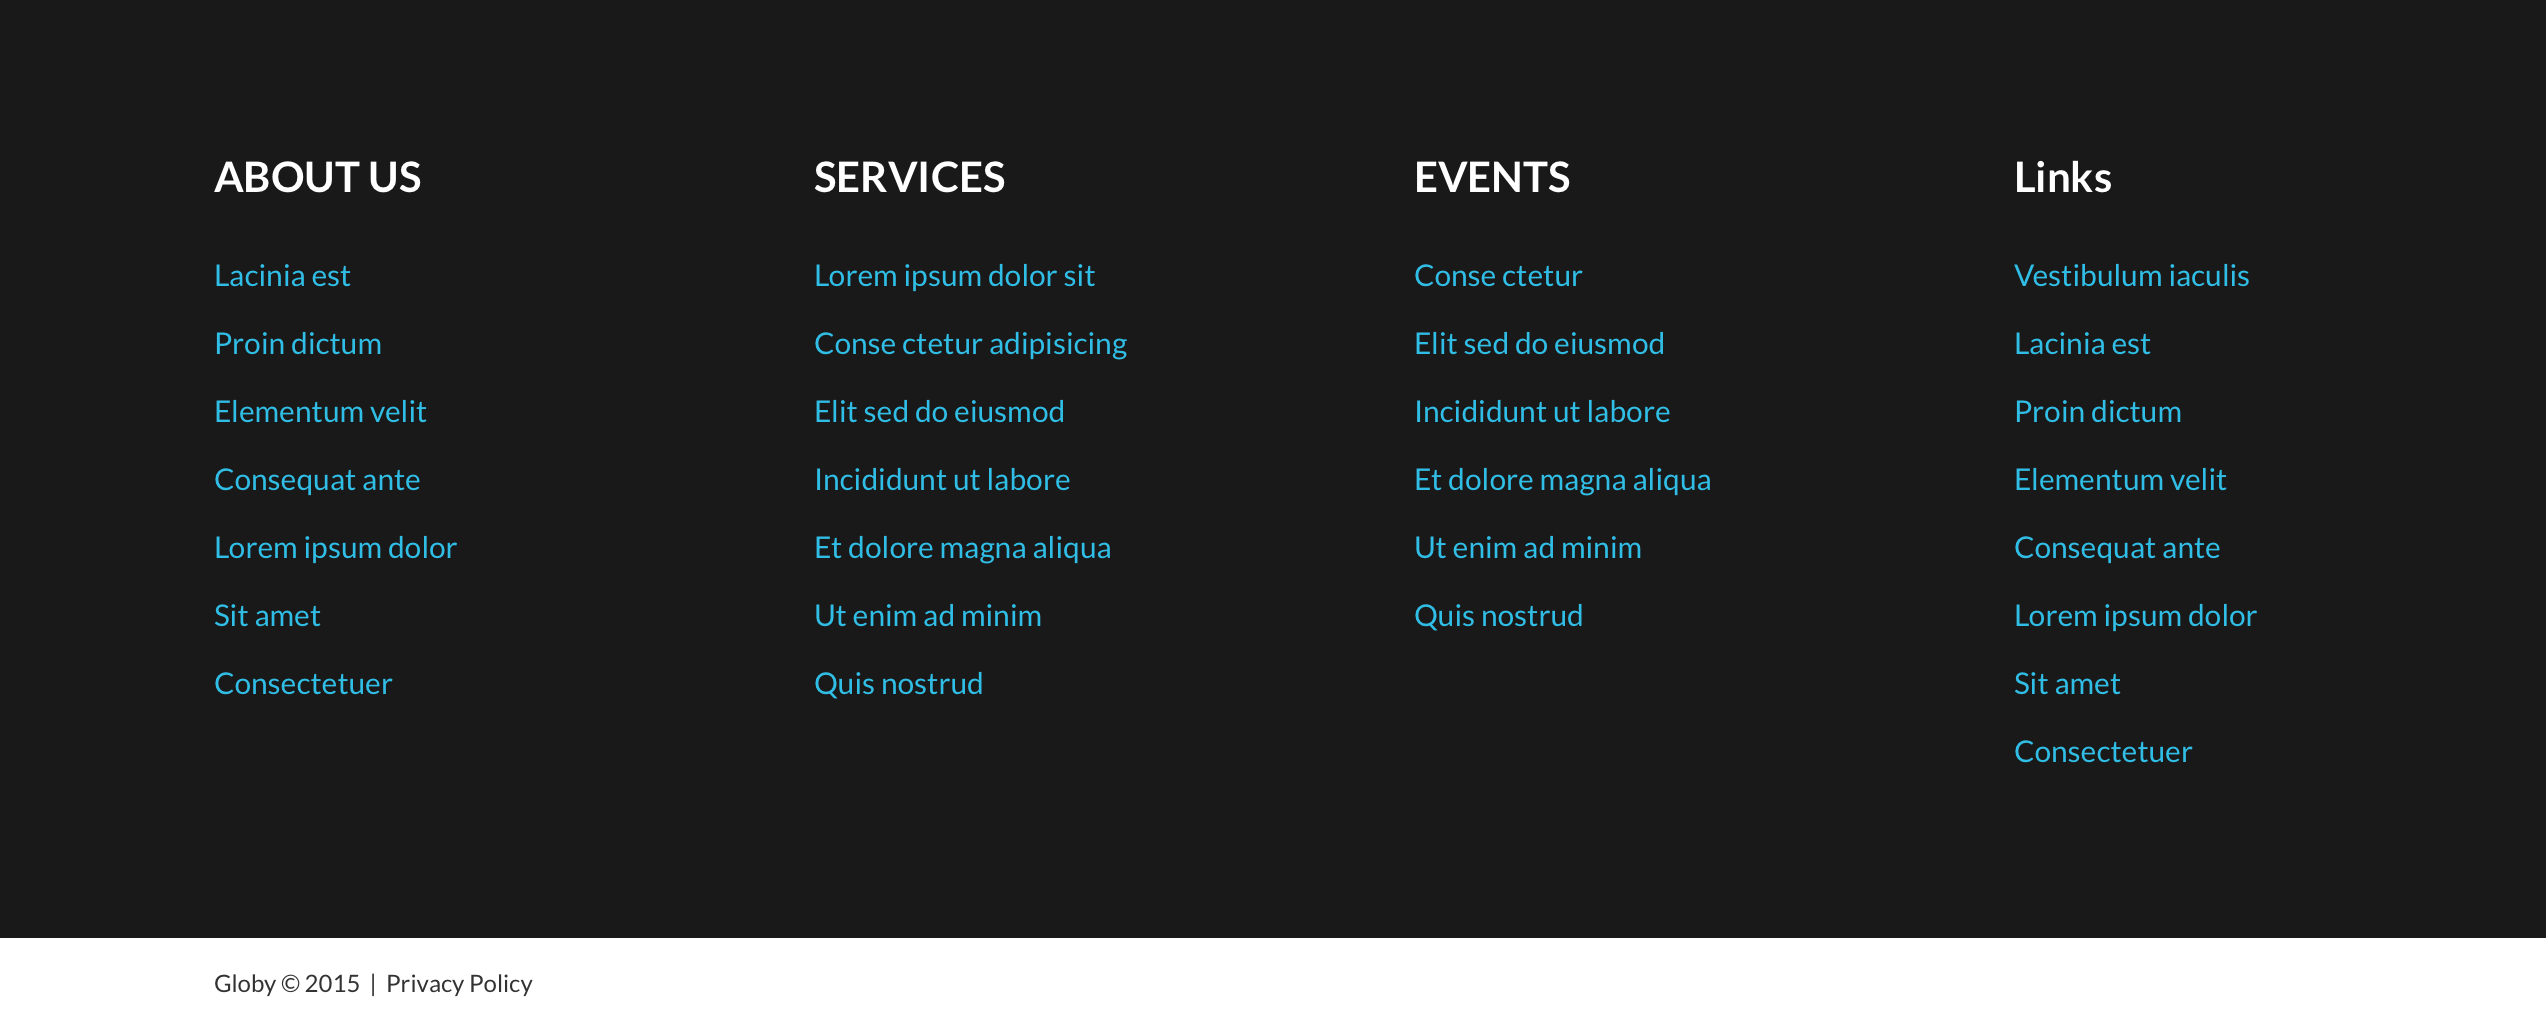 ABOUT US
Lacinia est
Proin dictum
Elementum velit
Consequat ante
Lorem ipsum dolor
Sit amet
Consectetuer
SERVICES
Lorem ipsum dolor sit
Conse ctetur adipisicing
Elit sed do eiusmod
Incididunt ut labore
Et dolore magna aliqua
Ut enim ad minim
Quis nostrud
EVENTS
Conse ctetur
Elit sed do eiusmod
Incididunt ut labore
Et dolore magna aliqua
Ut enim ad minim
Quis nostrud
Links
Vestibulum iaculis
Lacinia est
Proin dictum
Elementum velit
Consequat ante
Lorem ipsum dolor
Sit amet
Consectetuer
Globy © 2015 | Privacy Policy